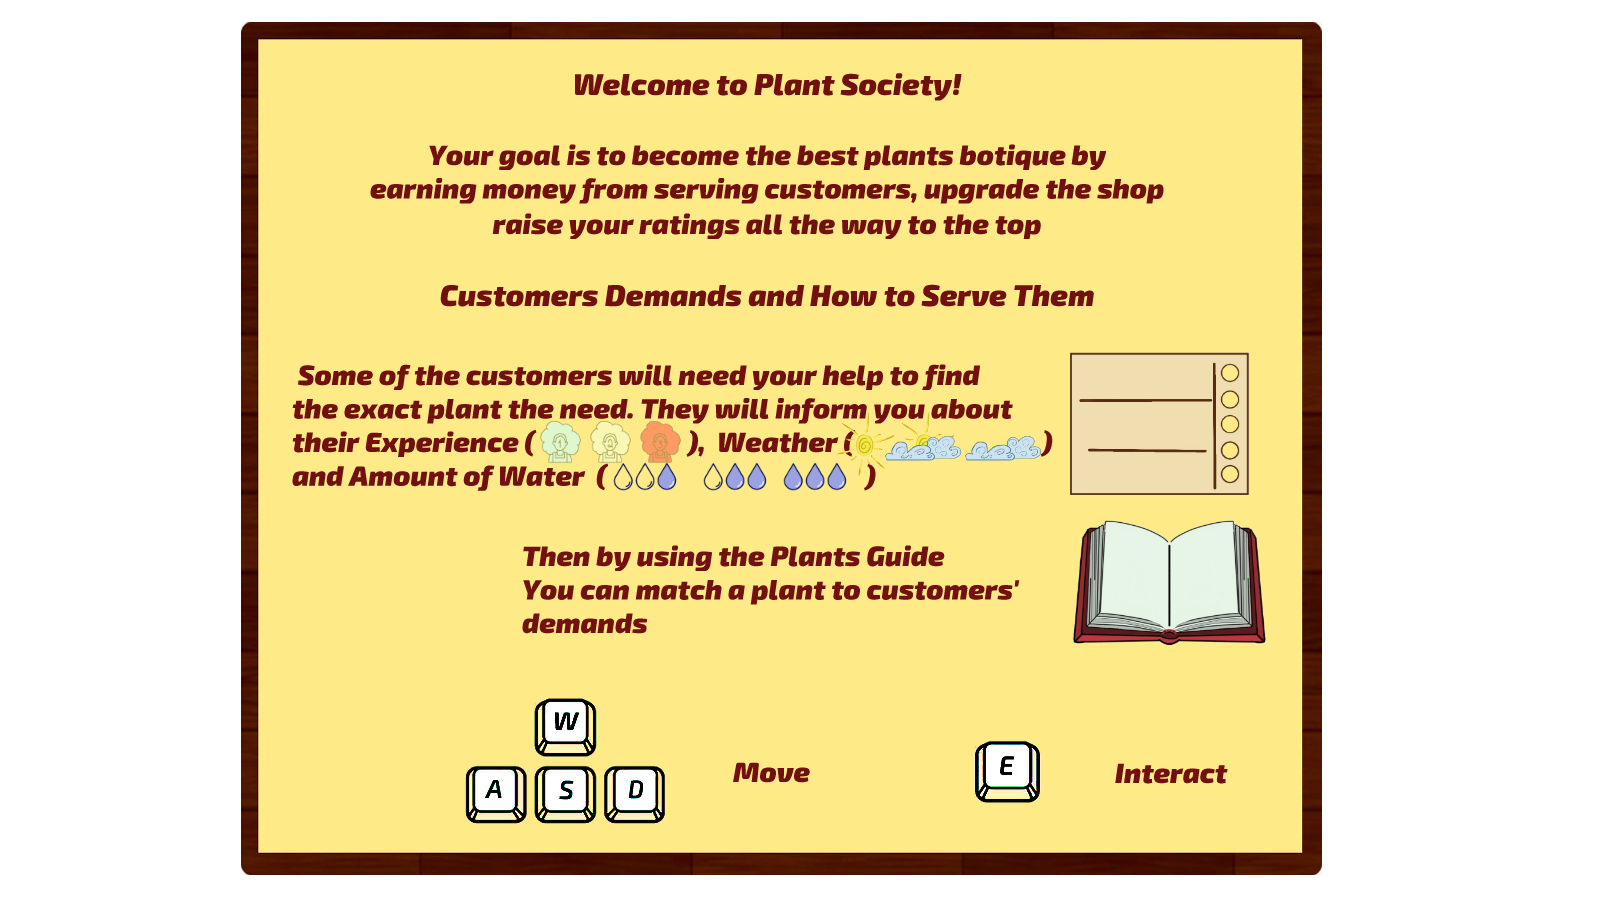 Welcome to Plant Society!
Your goal is to become the best plants botique by
earning money from serving customers, upgrade the shop
raise your ratings all the way to the top
Customers Demands and How to Serve Them
Some of the customers will need your help to find
the exact plant the need. They will inform you about
their Experience ( ), Weather ( )
and Amount of Water ( )
Then by using the Plants Guide
You can match a plant to customers'
demands
W
A S D
Move
E
Interact